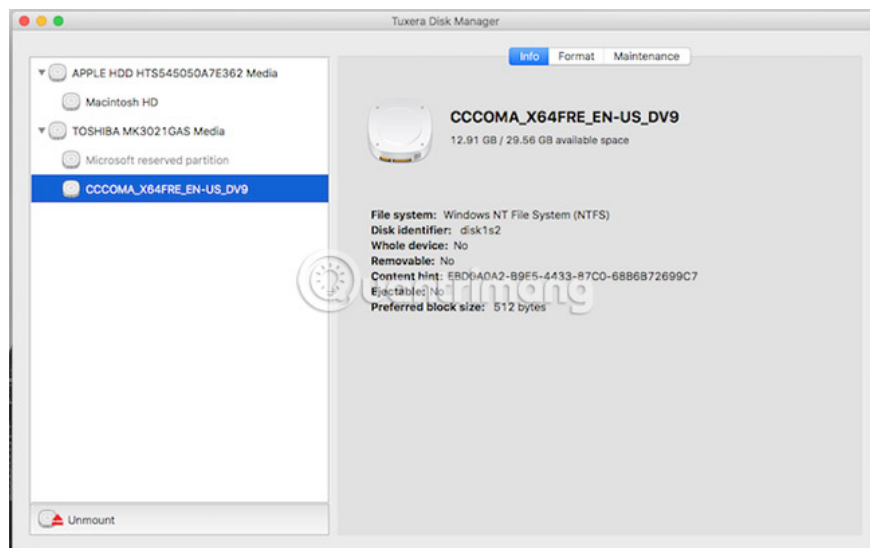 Tuxera Disk Manager
Info Format Maintenance
APPLE HDD HTS545050A7E362 Media
Macintosh HD
TOSHIBA MK3021GAS Media
Microsoft reserved partition
CCCOMA_X64FRE_EN-US_DV9
CCCOMA_X64FRE_EN-US_DV9
12.91 GB / 29.56 GB available space
File system: Windows NT File System (NTFS)
Disk identifier: disk1s2
Whole device: No
Removable: No
Content hint: EBD0A0A2-B9E5-4433-87C0-68B6B72699C7
Ejectable: No
Preferred block size: 512 bytes
Quantrimang
Unmount